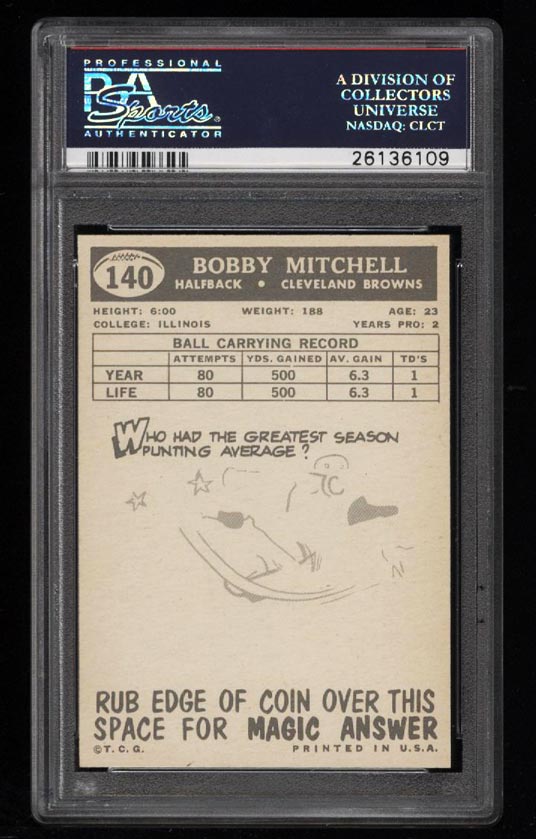 PROFESSIONAL
PSA
Sports®
AUTHENTICATOR
A DIVISION OF
COLLECTORS
UNIVERSE
NASDAQ: CLCT
26136109
140
BOBBY MITCHELL
HALFBACK • CLEVELAND BROWNS
HEIGHT: 6:00 WEIGHT: 188 AGE: 23
COLLEGE: ILLINOIS YEARS PRO: 2
BALL CARRYING RECORD
ATTEMPTS YDS. GAINED AV. GAIN TD'S
YEAR 80 500 6.3 1
LIFE 80 500 6.3 1
WHO HAD THE GREATEST SEASON
PUNTING AVERAGE?
RUB EDGE OF COIN OVER THIS
SPACE FOR MAGIC ANSWER
©T.C.G. PRINTED IN U.S.A.